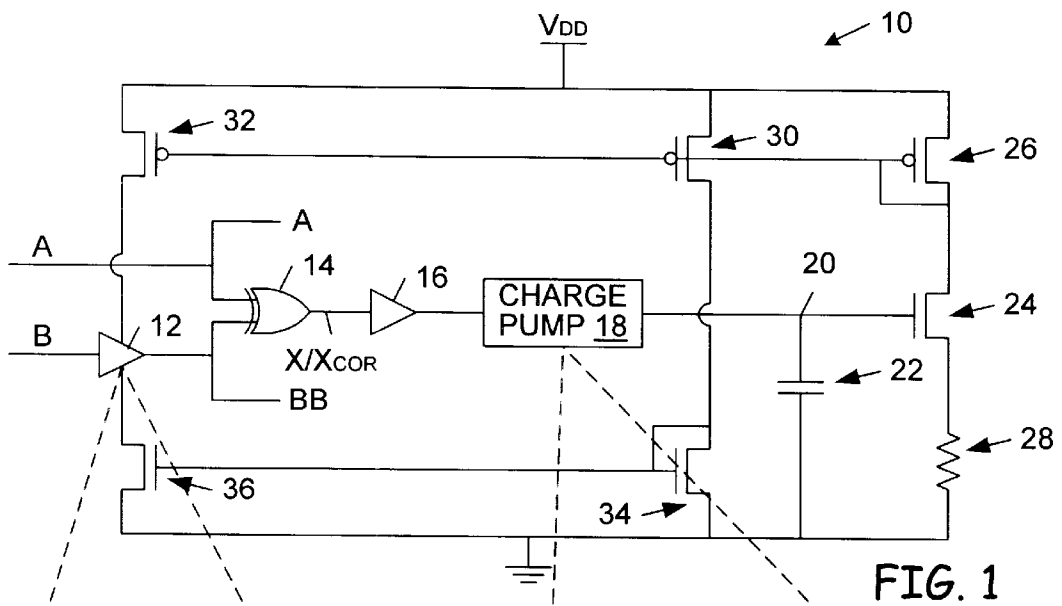 10
VDD
32
30
26
A
A
14
16
20
CHARGE
PUMP 18
24
B
12
X/XCOR
22
BB
28
36
34
FIG. 1